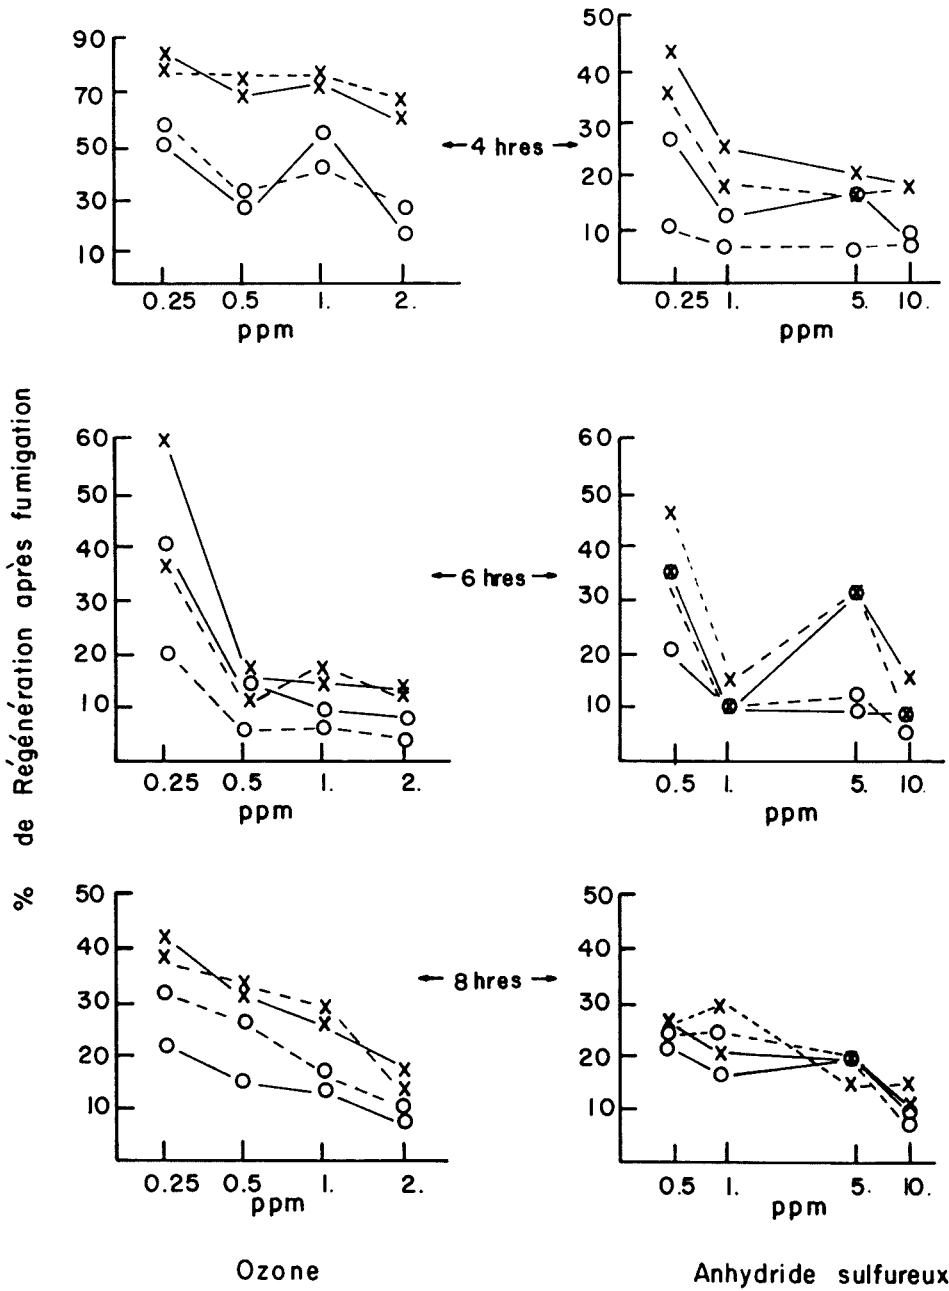 % de Régénération après fumigation
90
70
50
30
10
0.25 0.5 1. 2.
ppm
4 hres
50
40
30
20
10
0.25 1. 5. 10.
ppm
60
50
40
30
20
10
0.25 0.5 1. 2.
ppm
6 hres
60
50
40
30
20
10
0.5 1. 5. 10.
ppm
50
40
30
20
10
0.25 0.5 1. 2.
ppm
8 hres
50
40
30
20
10
0.5 1. 5. 10.
ppm
Ozone
Anhydride sulfureux